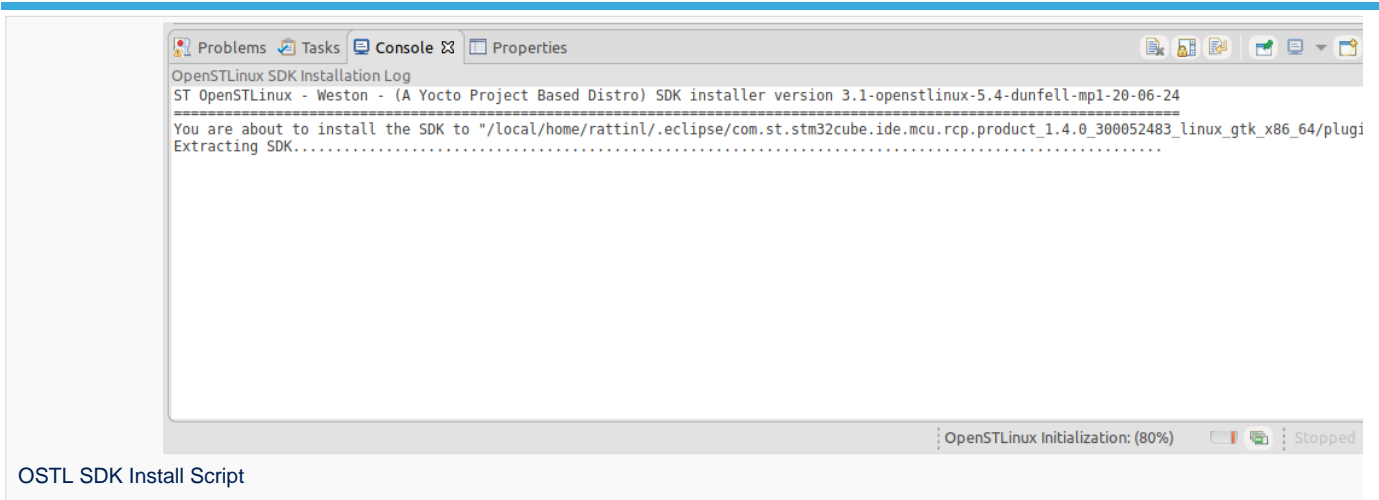 Problems Tasks Console Properties
OpenSTLinux SDK Installation Log
ST OpenSTLinux - Weston - (A Yocto Project Based Distro) SDK installer version 3.1-openstlinux-5.4-dunfell-mp1-20-06-24
================================================================================================================================
You are about to install the SDK to "/local/home/rattinl/.eclipse/com.st.stm32cube.ide.mcu.rcp.product_1.4.0_300052483_linux_gtk_x86_64/plugi
Extracting SDK.......................................................................................................
OpenSTLinux Initialization: (80%) Stopped
OSTL SDK Install Script